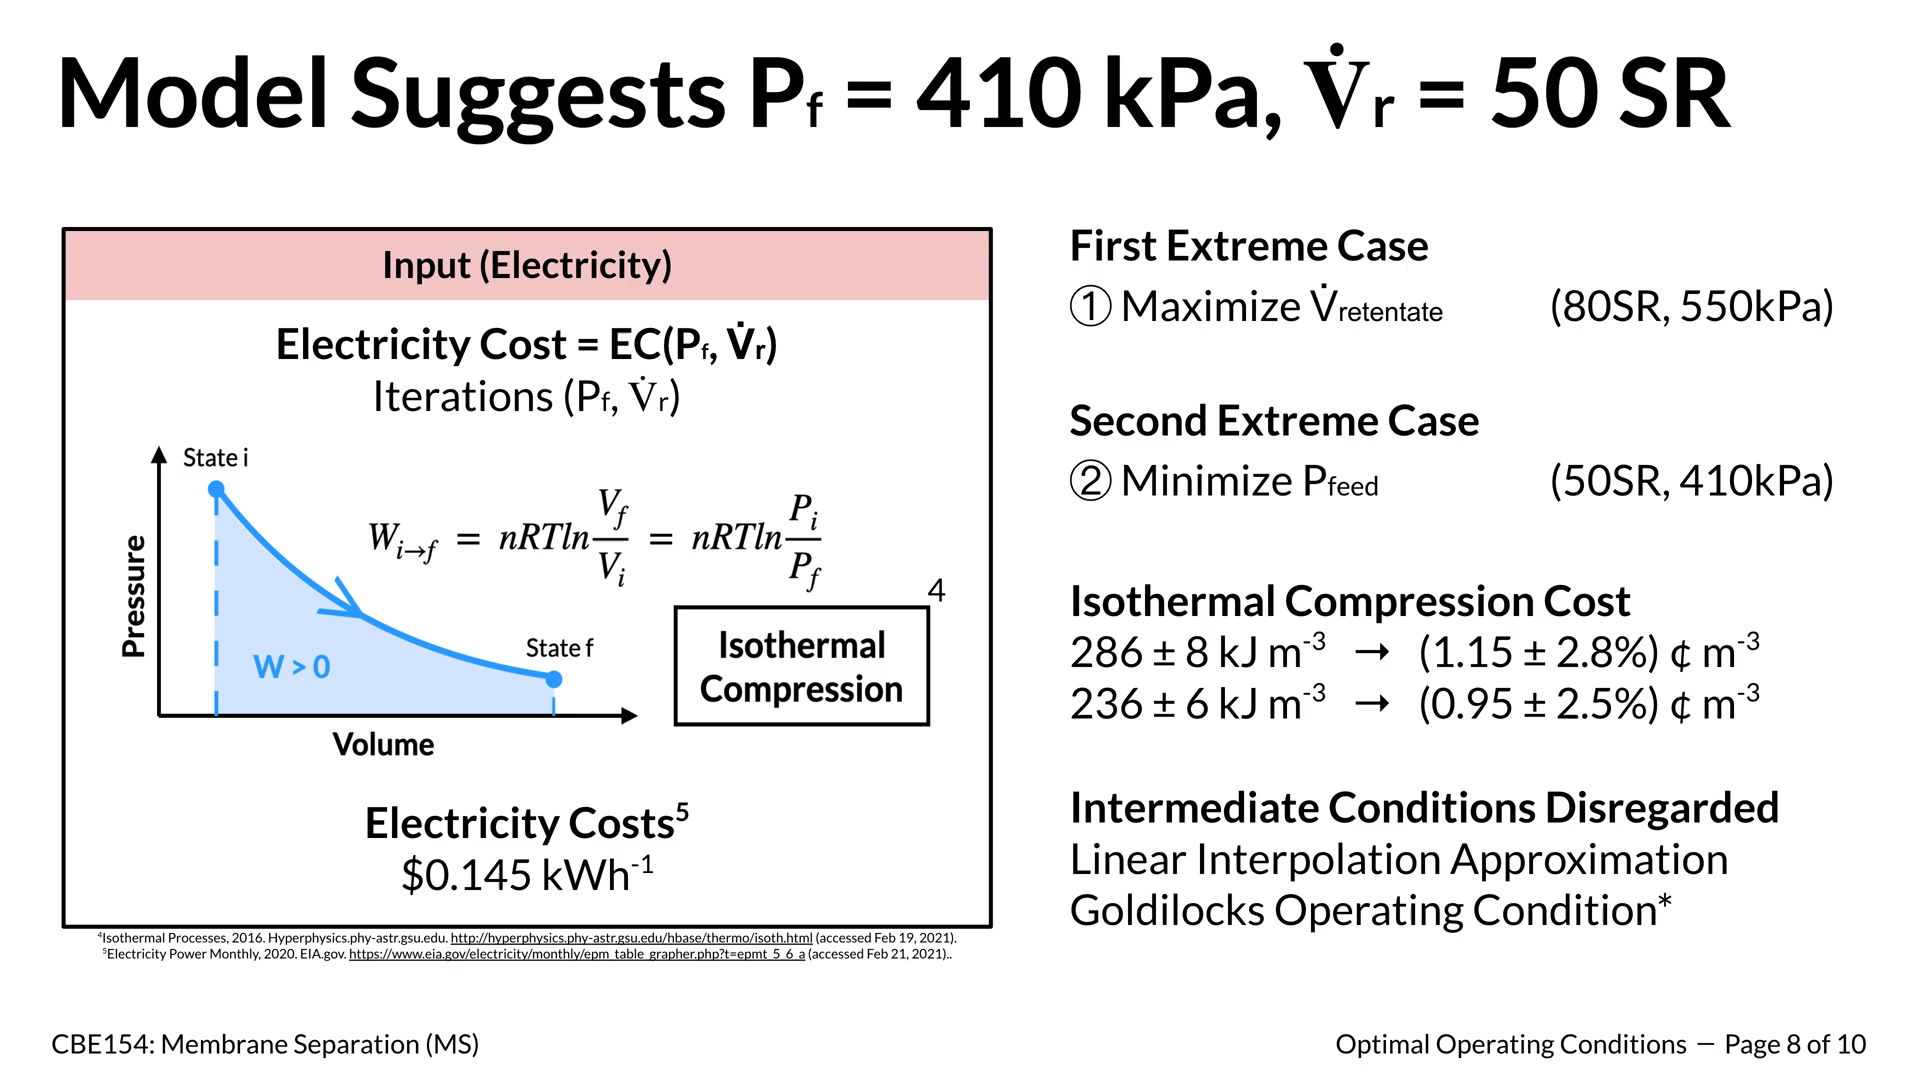 Model Suggests Pf = 410 kPa, V̇r = 50 SR
Input (Electricity)
Electricity Cost = EC(Pf, V̇r)
Iterations (Pf, V̇r)
State i
Pressure
W > 0
State f
Volume
Wi→f = nRTln Vf/Vi = nRTln Pi/Pf
4
Isothermal
Compression
Electricity Costs⁵
$0.145 kWh⁻¹
⁴Isothermal Processes, 2016. Hyperphysics.phy-astr.gsu.edu. http://hyperphysics.phy-astr.gsu.edu/hbase/thermo/isoth.html (accessed Feb 19, 2021).
⁵Electricity Power Monthly, 2020. EIA.gov. https://www.eia.gov/electricity/monthly/epm_table_grapher.php?t=epmt_5_6_a (accessed Feb 21, 2021)..
First Extreme Case
① Maximize V̇retentate (80SR, 550kPa)
Second Extreme Case
② Minimize Pfeed (50SR, 410kPa)
Isothermal Compression Cost
286 ± 8 kJ m⁻³ → (1.15 ± 2.8%) ¢ m⁻³
236 ± 6 kJ m⁻³ → (0.95 ± 2.5%) ¢ m⁻³
Intermediate Conditions Disregarded
Linear Interpolation Approximation
Goldilocks Operating Condition*
CBE154: Membrane Separation (MS)
Optimal Operating Conditions — Page 8 of 10